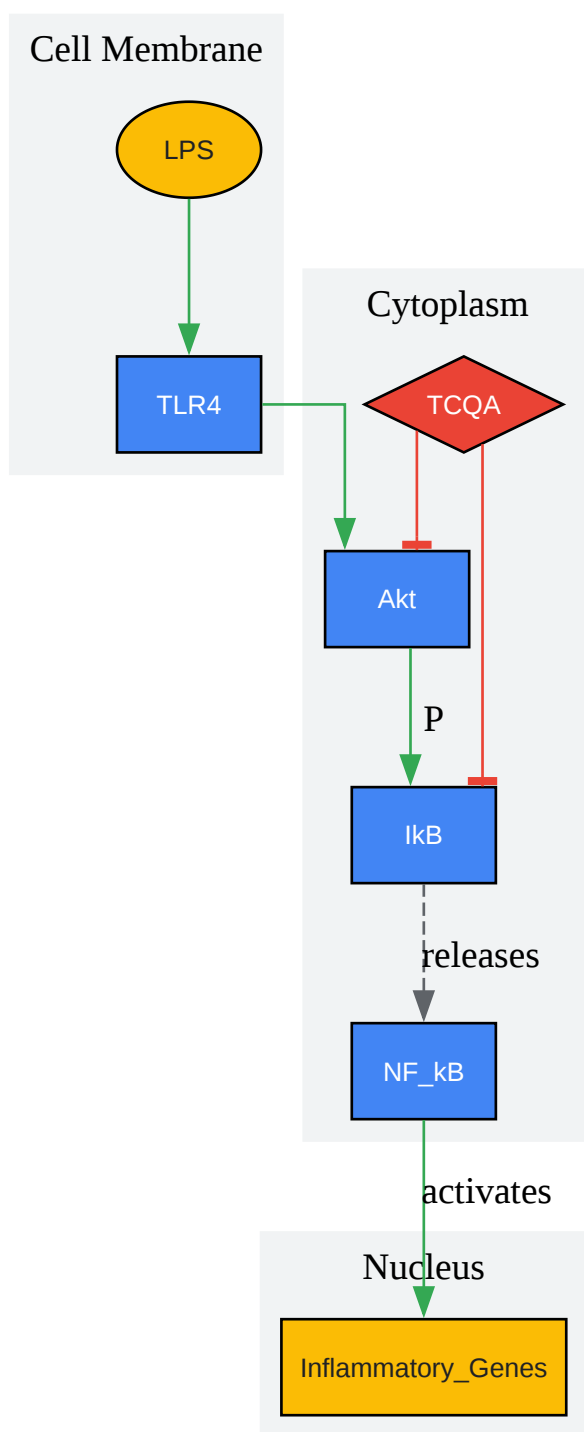 Cell Membrane
LPS
TLR4
Cytoplasm
TCQA
Akt
P
IkB
releases
NF_kB
activates
Nucleus
Inflammatory_Genes